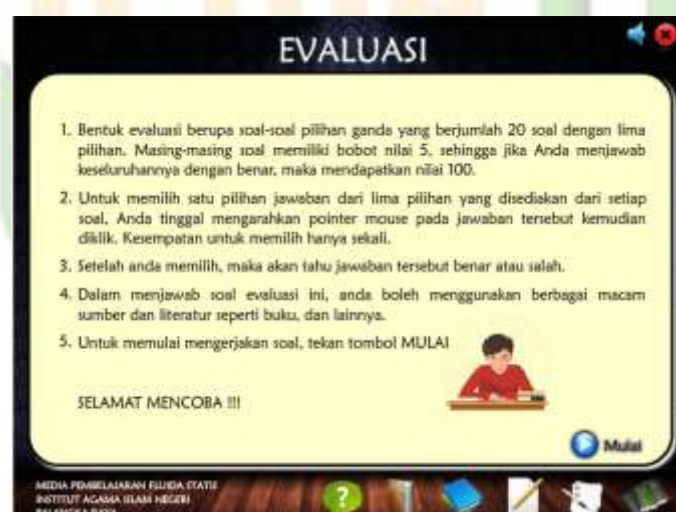 EVALUASI
1. Bentuk evaluasi berupa soal-soal pilihan ganda yang berjumlah 20 soal dengan lima
pilihan. Masing-masing soal memiliki bobot nilai 5, sehingga jika Anda menjawab
keseluruhannya dengan benar, maka mendapatkan nilai 100.
2. Untuk memilih satu pilihan jawaban dari lima pilihan yang disediakan dari setiap
soal, Anda tinggal mengarahkan pointer mouse pada jawaban tersebut kemudian
diklik. Kesempatan untuk memilih hanya sekali.
3. Setelah anda memilih, maka akan tahu jawaban tersebut benar atau salah.
4. Dalam menjawab soal evaluasi ini, anda boleh menggunakan berbagai macam
sumber dan literatur seperti buku, dan lainnya.
5. Untuk memulai mengerjakan soal, tekan tombol MULAI
SELAMAT MENCOBA !!!
Mulai
MEDIA PEMBELAJARAN FLUIDA STATIS
INSTITUT AGAMA ISLAM NEGERI